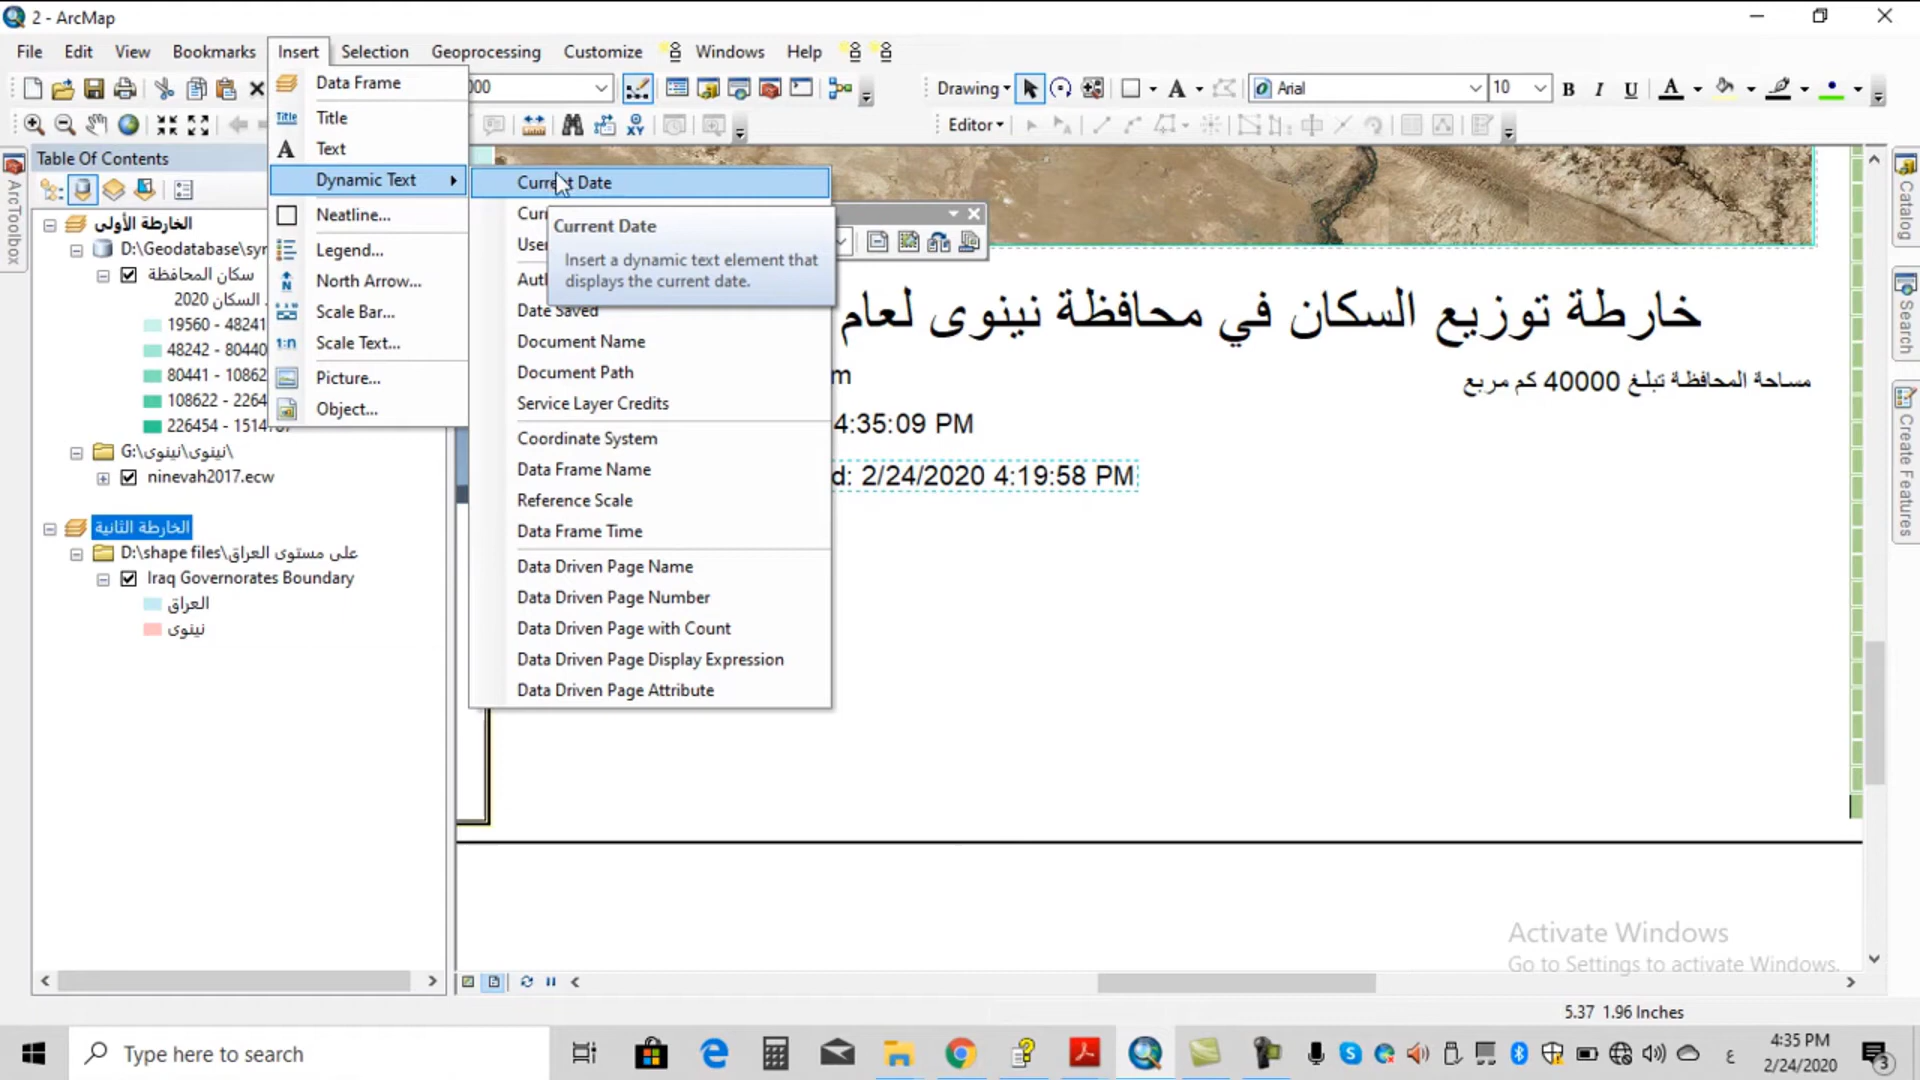 2 - ArcMap
File Edit View Bookmarks Insert Selection Geoprocessing Customize Windows Help
000 Drawing Arial 10 B I U A
Editor
Table Of Contents
ArcToolbox
الخارطة الأولى
D:\Geodatabase\syr
سكان المحافظة
السكان 2020
19560 - 48241
48242 - 80440
80441 - 10862
108622 - 2264
226454 - 1514
G:\نينوى\نينوى\
ninevah2017.ecw
الخارطة الثانية
D:\shape files\على مستوى العراق
Iraq Governorates Boundary
العراق
نينوى
Data Frame
Title Title
A Text
Dynamic Text
Neatline...
Legend...
N North Arrow...
Scale Bar...
1:n Scale Text...
Picture...
Object...
Current Date
Curr
User
Auth
Date Saved
Document Name
Document Path
Service Layer Credits
Coordinate System
Data Frame Name
Reference Scale
Data Frame Time
Data Driven Page Name
Data Driven Page Number
Data Driven Page with Count
Data Driven Page Display Expression
Data Driven Page Attribute
Current Date
Insert a dynamic text element that
displays the current date.
خارطة توزيع السكان في محافظة نينوى لعام
مساحة المحافظة تبلغ 40000 كم مربع
m
4:35:09 PM
d: 2/24/2020 4:19:58 PM
Catalog
Search
Create Features
Activate Windows
Go to Settings to activate Windows.
5.37 1.96 Inches
Type here to search
ع
4:35 PM
2/24/2020
3